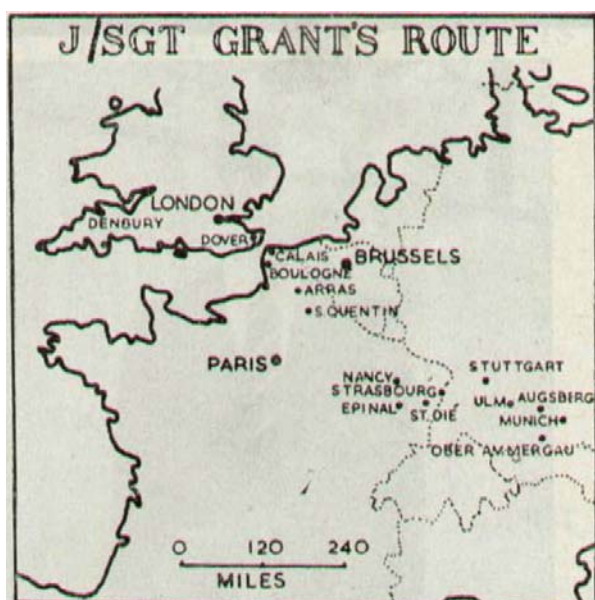 J/SGT GRANT'S ROUTE
LONDON
DENBURY
DOVER
CALAIS
BOULOGNE
BRUSSELS
ARRAS
S.QUENTIN
PARIS
STUTTGART
NANCY
STRASBOURG
ULM
AUGSBERG
EPINAL
ST.DIE
MUNICH
OBER AMMERGAU
0 120 240
MILES